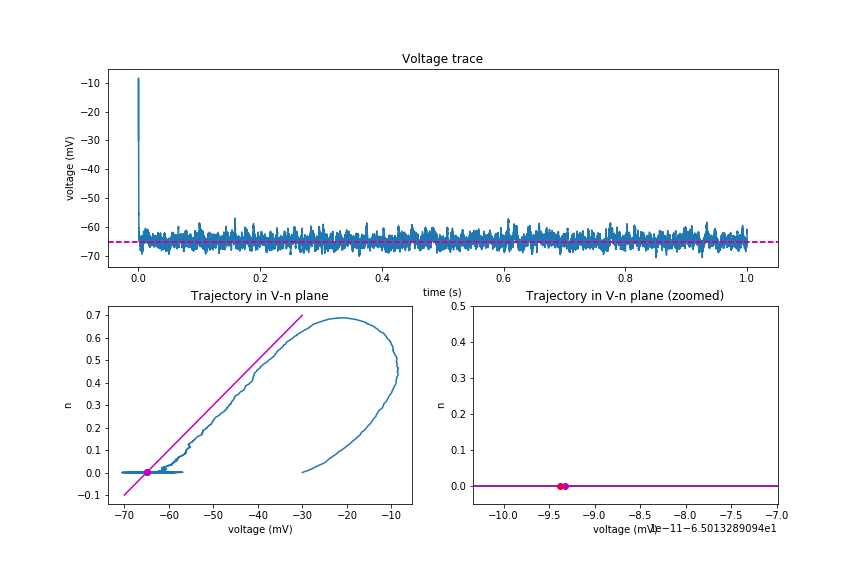 Voltage trace
voltage (mV)
−10
−20
−30
−40
−50
−60
−70
0.0 0.2 0.4 0.6 0.8 1.0
time (s)
Trajectory in V-n plane
n
0.7
0.6
0.5
0.4
0.3
0.2
0.1
0.0
−0.1
−70 −60 −50 −40 −30 −20 −10
voltage (mV)
Trajectory in V-n plane (zoomed)
n
0.5
0.4
0.3
0.2
0.1
0.0
−10.0 −9.5 −9.0 −8.5 −8.0 −7.5 −7.0
voltage (mV)
1e−11−6.5013289094e1